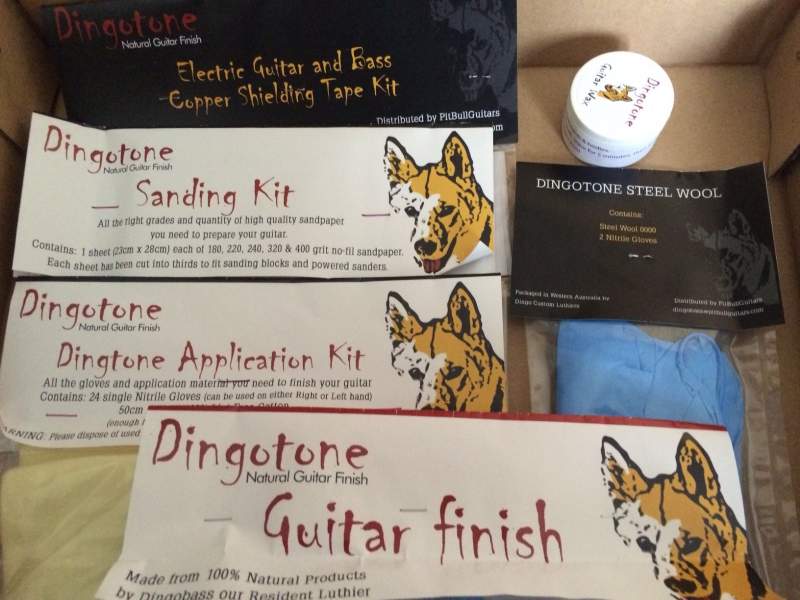 Dingotone
Natural Guitar Finish
Electric Guitar and Bass
Copper Shielding Tape Kit
Distributed by PitBullGuitars
om
Dingotone
Guitar Wax
Dingotone
Natural Guitar Finish
Sanding Kit
All the right grades and quantity of high quality sandpaper
you need to prepare your guitar.
Contains: 1 sheet (23cm x 28cm) each of 180, 220, 240, 320 & 400 grit no-fil sandpaper.
Each sheet has been cut into thirds to fit sanding blocks and powered sanders.
DINGOTONE STEEL WOOL
Contains:
Steel Wool 0000
2 Nitrile Gloves
Packaged in Western Australia by
Dingo Custom Luthiers
Distributed by PitBullGuitars
Dingotone
Natural Guitar Finish
Dingtone Application Kit
All the gloves and application material you need to finish your guitar
Contains: 24 single Nitrile Gloves (can be used on either Right or Left hand)
50cm
(enough
WARNING: Please dispose of used
Dingotone
Natural Guitar Finish
Guitar finish
Made from 100% Natural Products
by Dingobass our Resident Luthier